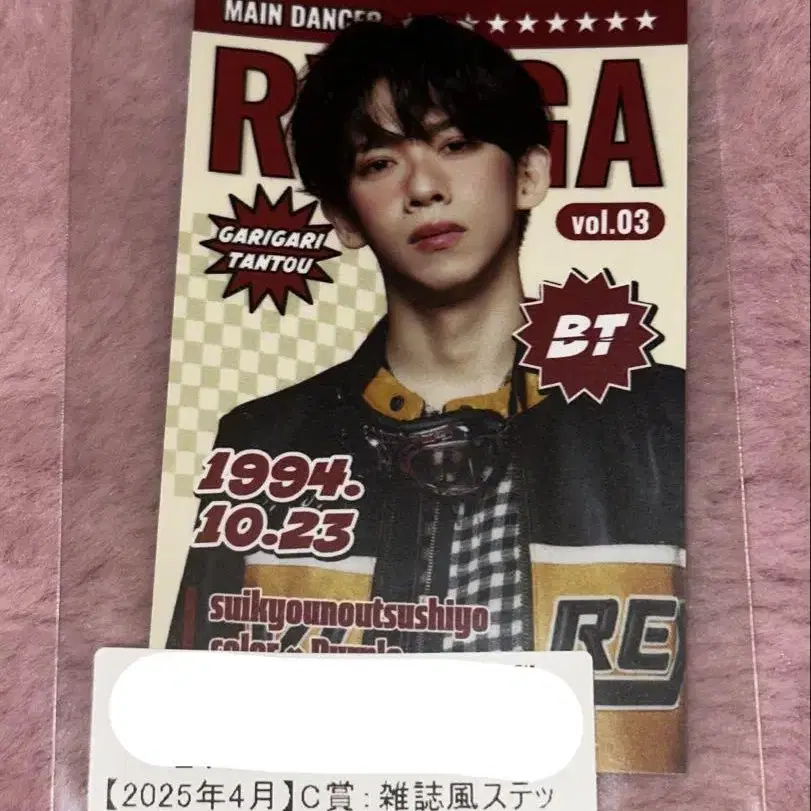 MAIN DANCER ★★★★★★★
GA
vol.03
GARIGARI
TANTOU
BT
1994.
10.23
suikyounoutsushiyo
color
RE
【2025年4月】C賞:雑誌風ステッ